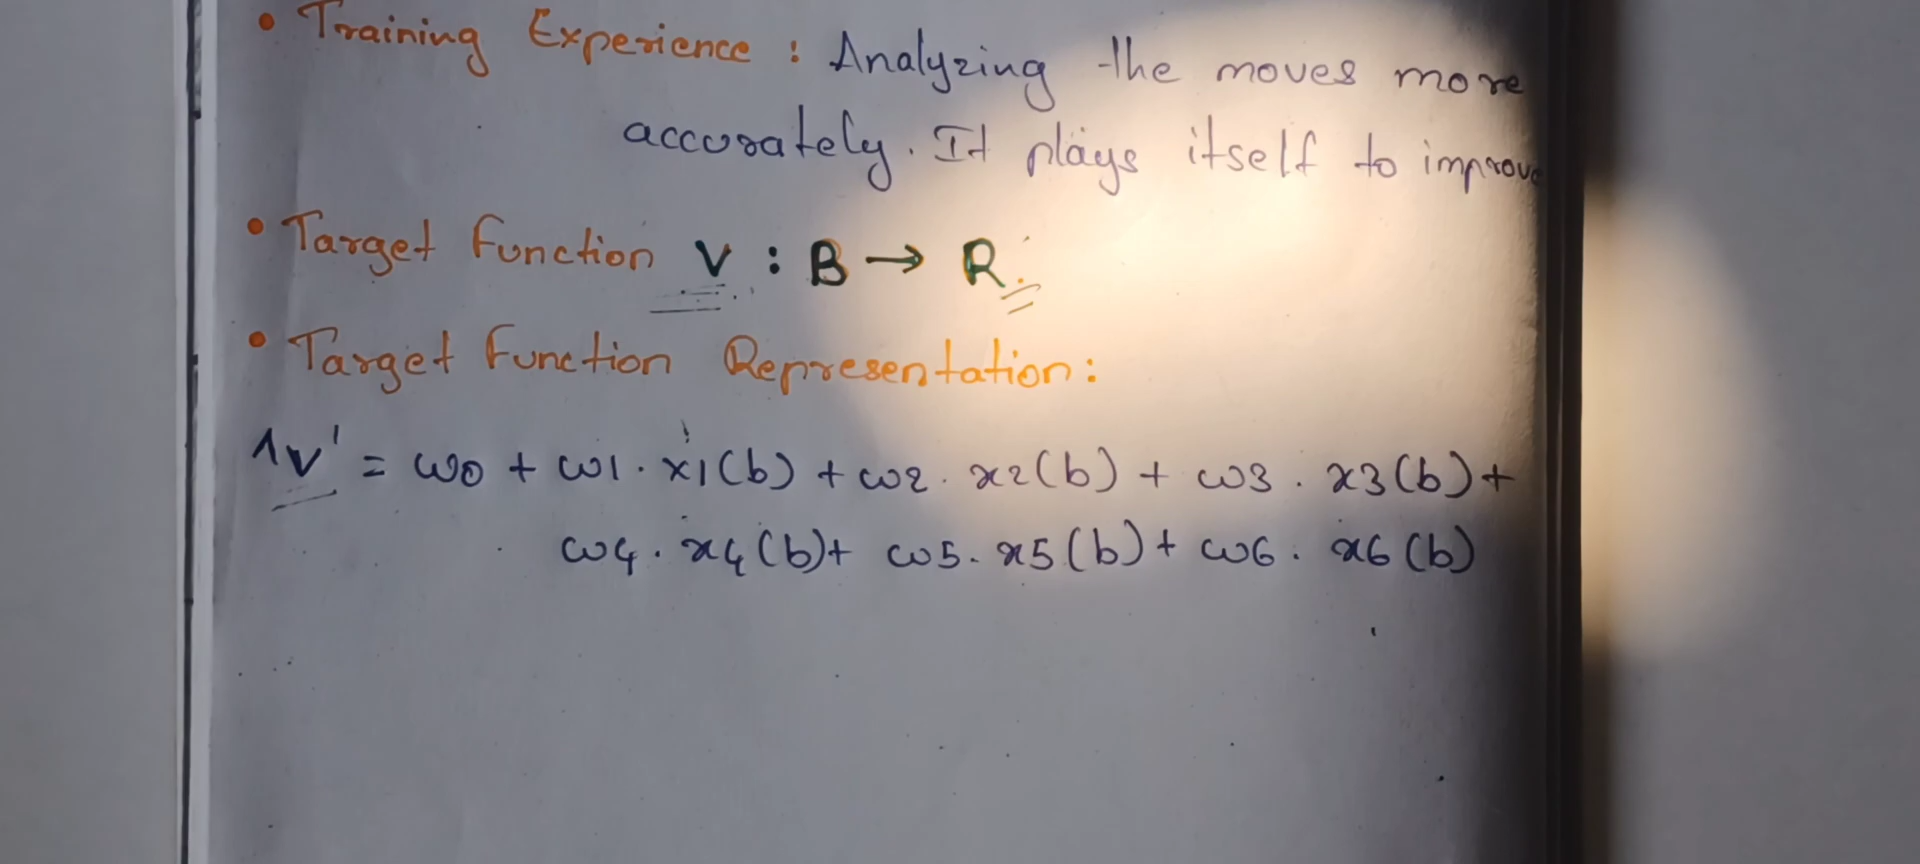 • Training Experience : Analyzing the moves more
accurately. It plays itself to improve
• Target Function V : B → R.
• Target Function Representation:
^V' = w0 + w1. x1(b) + w2. x2(b) + w3. x3(b) +
w4. x4(b)+ w5. x5(b) + w6. x6(b)